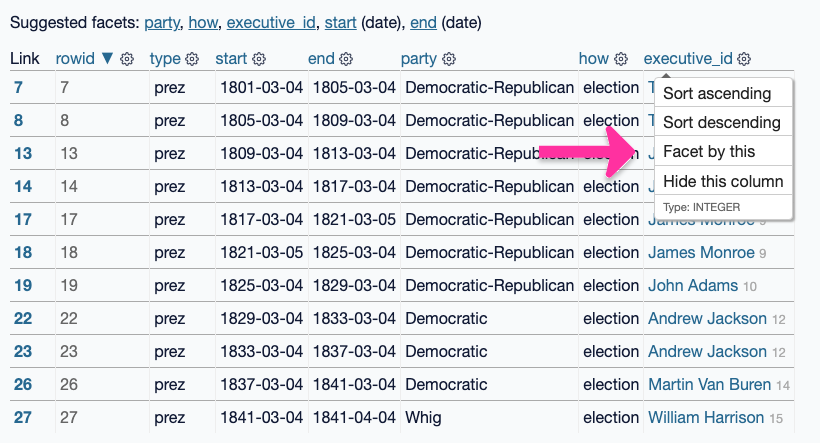 Suggested facets: party, how, executive_id, start (date), end (date)
Link rowid ▼ type start end party how executive_id
7 7 prez 1801-03-04 1805-03-04 Democratic-Republican election
8 8 prez 1805-03-04 1809-03-04 Democratic-Republican election
13 13 prez 1809-03-04 1813-03-04 Democratic-Republican election
14 14 prez 1813-03-04 1817-03-04 Democratic-Republican election
17 17 prez 1817-03-04 1821-03-05 Democratic-Republican election James Monroe 9
18 18 prez 1821-03-05 1825-03-04 Democratic-Republican election James Monroe 9
19 19 prez 1825-03-04 1829-03-04 Democratic-Republican election John Adams 10
22 22 prez 1829-03-04 1833-03-04 Democratic election Andrew Jackson 12
23 23 prez 1833-03-04 1837-03-04 Democratic election Andrew Jackson 12
26 26 prez 1837-03-04 1841-03-04 Democratic election Martin Van Buren 14
27 27 prez 1841-03-04 1841-04-04 Whig election William Harrison 15
Sort ascending
Sort descending
Facet by this
Hide this column
Type: INTEGER